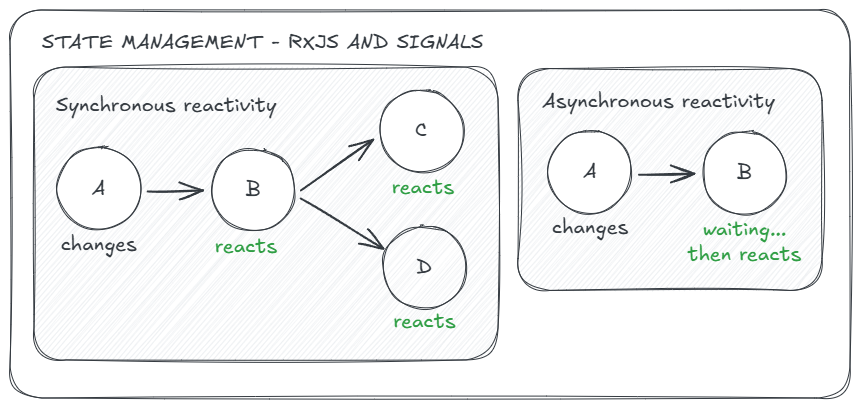 STATE MANAGEMENT - RXJS AND SIGNALS
Synchronous reactivity
A
changes
B
reacts
C
reacts
D
reacts
Asynchronous reactivity
A
changes
B
waiting...
then reacts